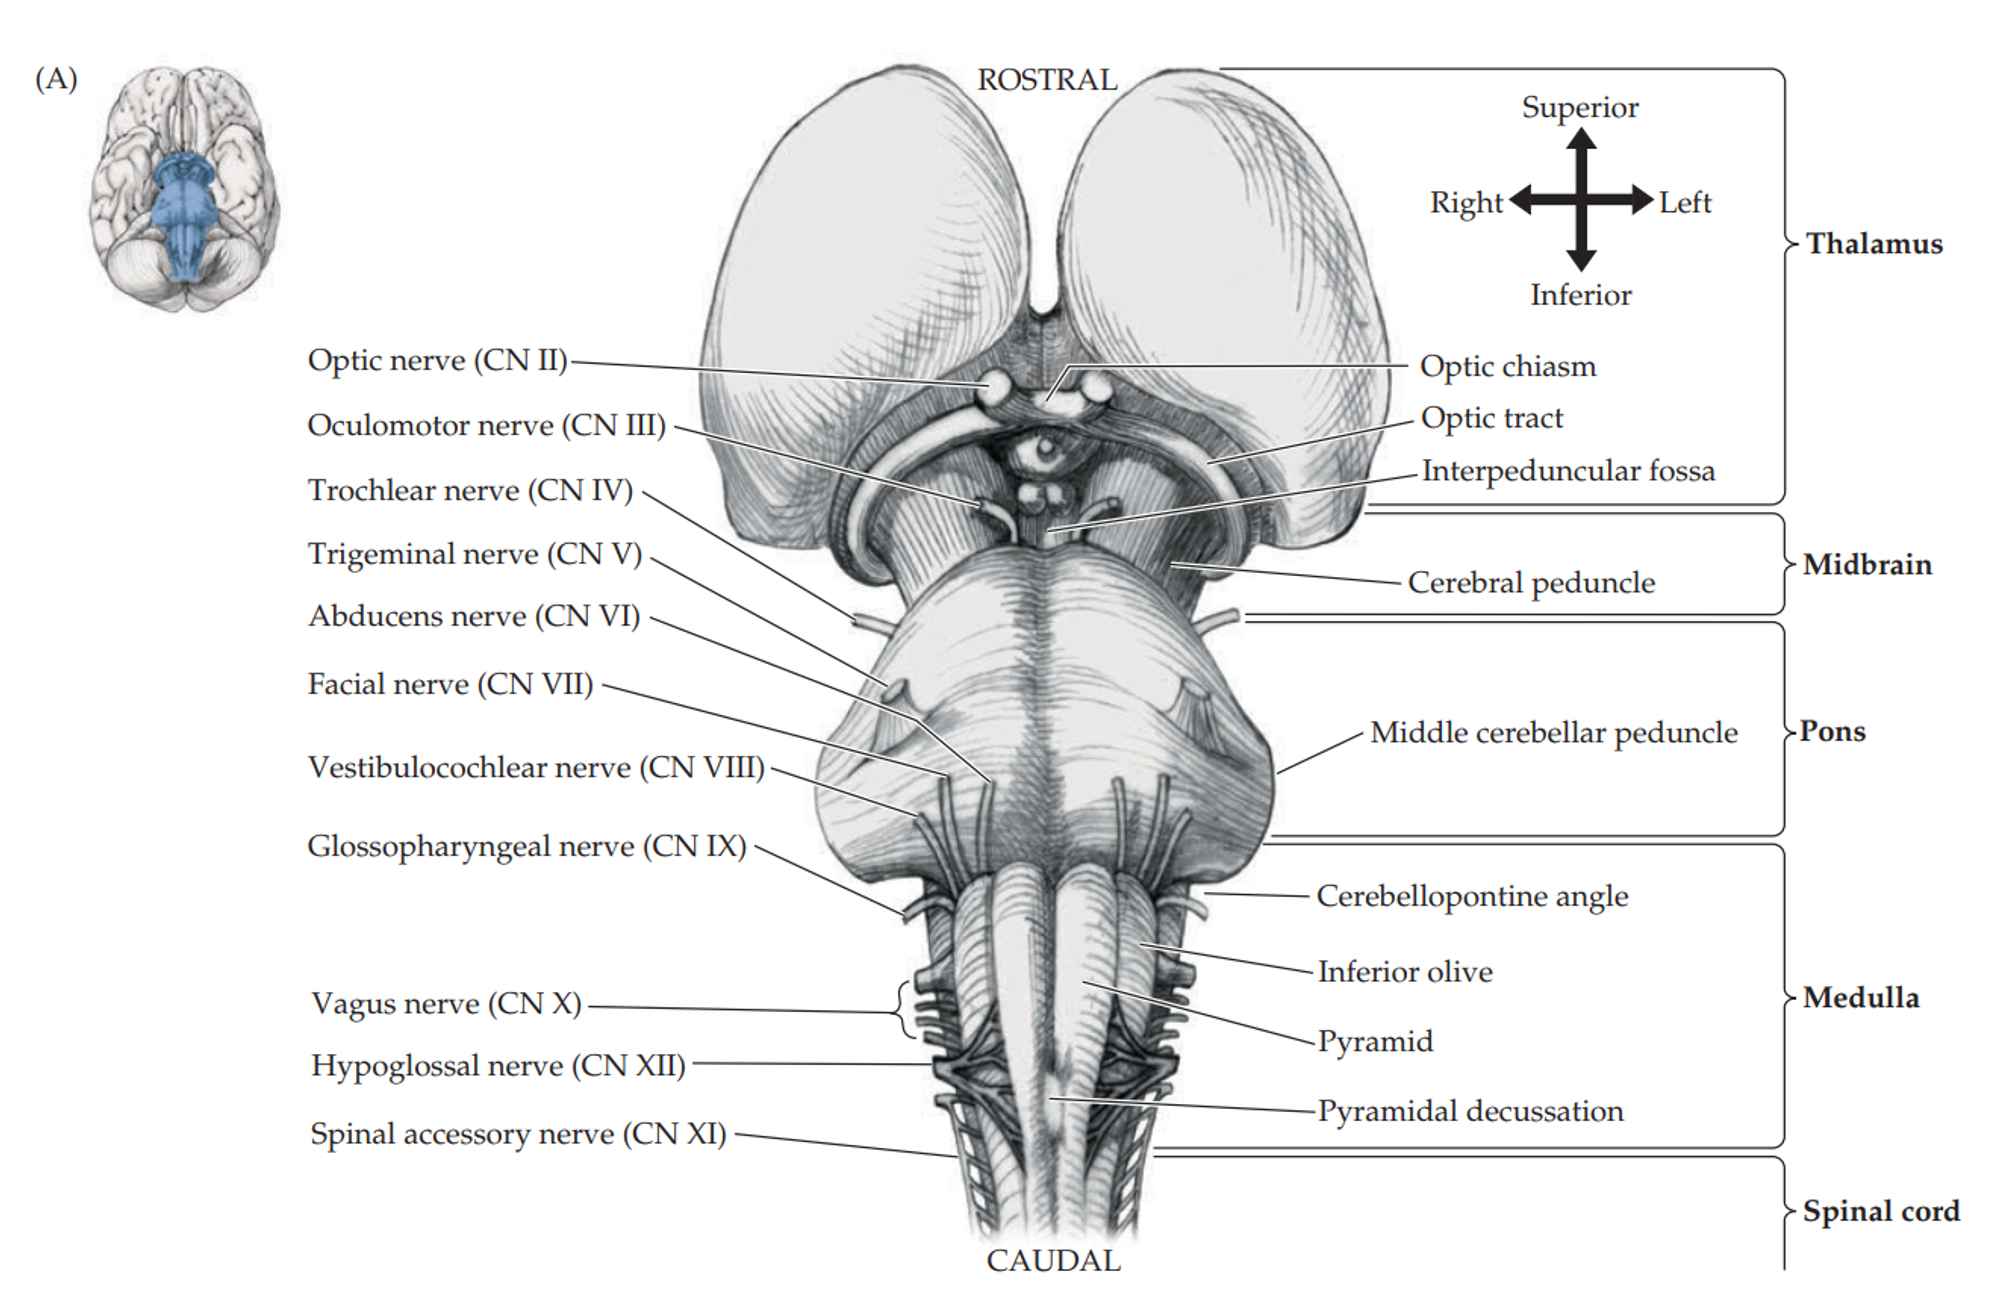 (A)
ROSTRAL
Superior
Right
Left
Inferior
Thalamus
Optic nerve (CN II)
Oculomotor nerve (CN III)
Trochlear nerve (CN IV)
Trigeminal nerve (CN V)
Abducens nerve (CN VI)
Facial nerve (CN VII)
Vestibulocochlear nerve (CN VIII)
Glossopharyngeal nerve (CN IX)
Vagus nerve (CN X)
Hypoglossal nerve (CN XII)
Spinal accessory nerve (CN XI)
Optic chiasm
Optic tract
Interpeduncular fossa
Cerebral peduncle
Midbrain
Middle cerebellar peduncle
Pons
Cerebellopontine angle
Inferior olive
Pyramid
Pyramidal decussation
Medulla
Spinal cord
CAUDAL